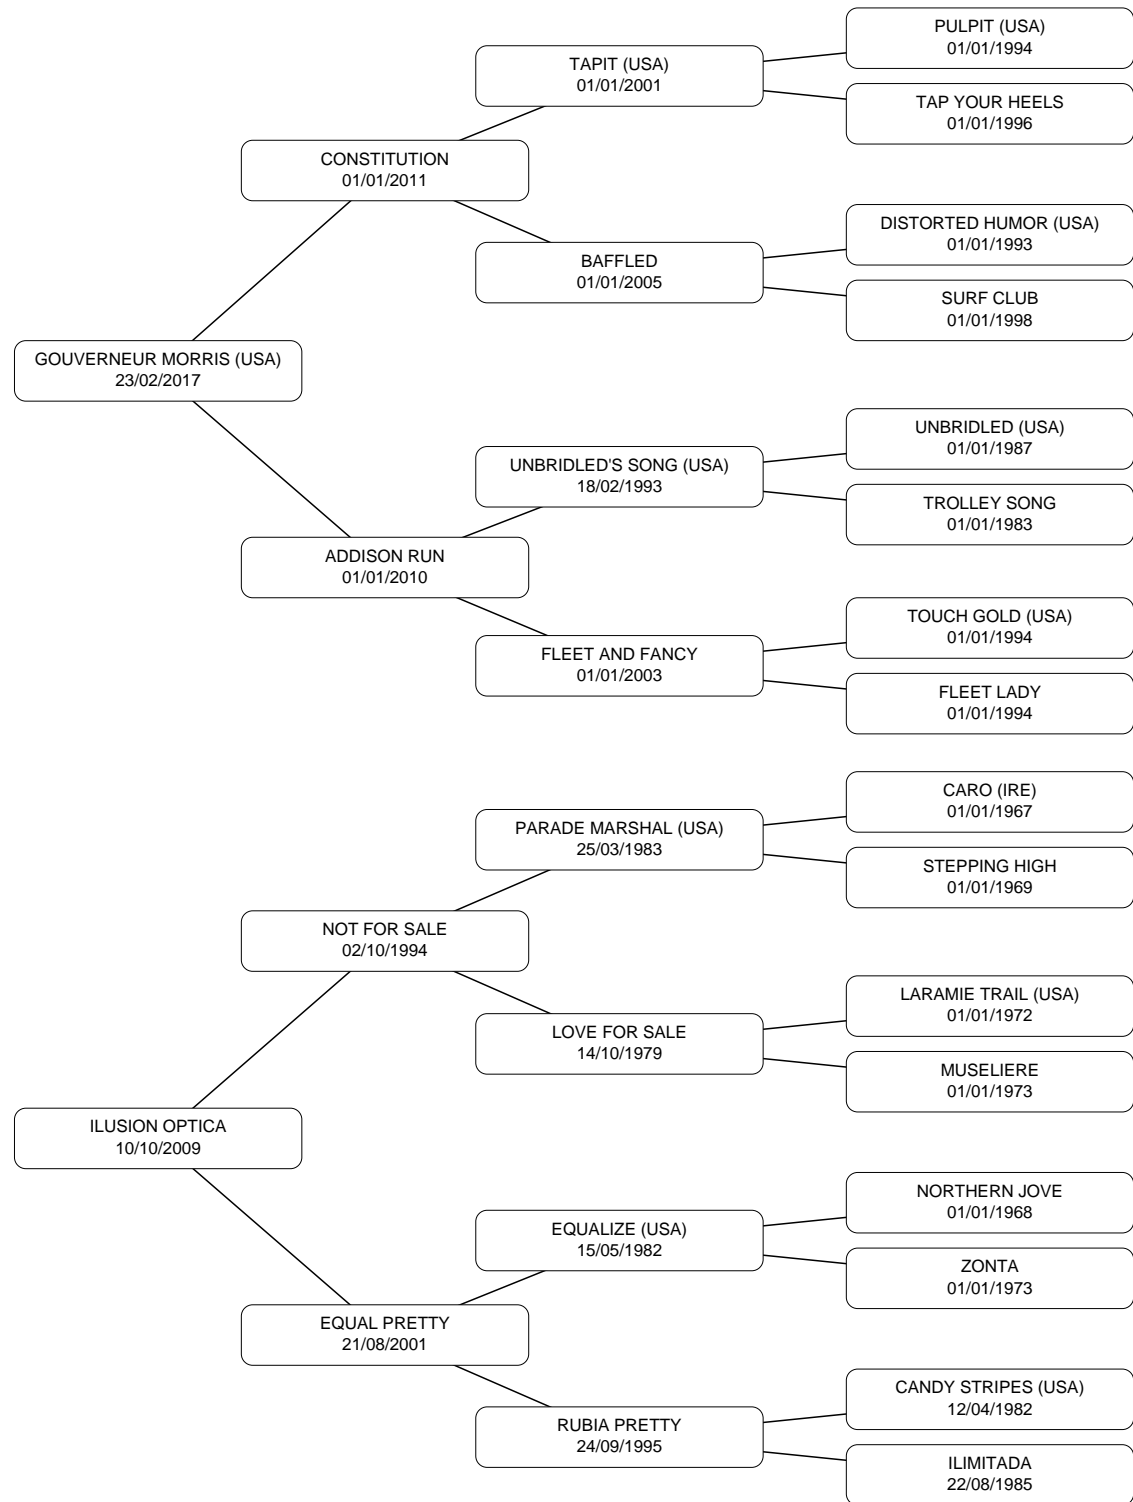 PULPIT (USA)
01/01/1994
TAPIT (USA)
01/01/2001
TAP YOUR HEELS
01/01/1996
CONSTITUTION
01/01/2011
DISTORTED HUMOR (USA)
01/01/1993
BAFFLED
01/01/2005
SURF CLUB
01/01/1998
GOUVERNEUR MORRIS (USA)
23/02/2017
UNBRIDLED (USA)
01/01/1987
UNBRIDLED'S SONG (USA)
18/02/1993
TROLLEY SONG
01/01/1983
ADDISON RUN
01/01/2010
TOUCH GOLD (USA)
01/01/1994
FLEET AND FANCY
01/01/2003
FLEET LADY
01/01/1994
CARO (IRE)
01/01/1967
PARADE MARSHAL (USA)
25/03/1983
STEPPING HIGH
01/01/1969
NOT FOR SALE
02/10/1994
LARAMIE TRAIL (USA)
01/01/1972
LOVE FOR SALE
14/10/1979
MUSELIERE
01/01/1973
ILUSION OPTICA
10/10/2009
NORTHERN JOVE
01/01/1968
EQUALIZE (USA)
15/05/1982
ZONTA
01/01/1973
EQUAL PRETTY
21/08/2001
CANDY STRIPES (USA)
12/04/1982
RUBIA PRETTY
24/09/1995
ILIMITADA
22/08/1985